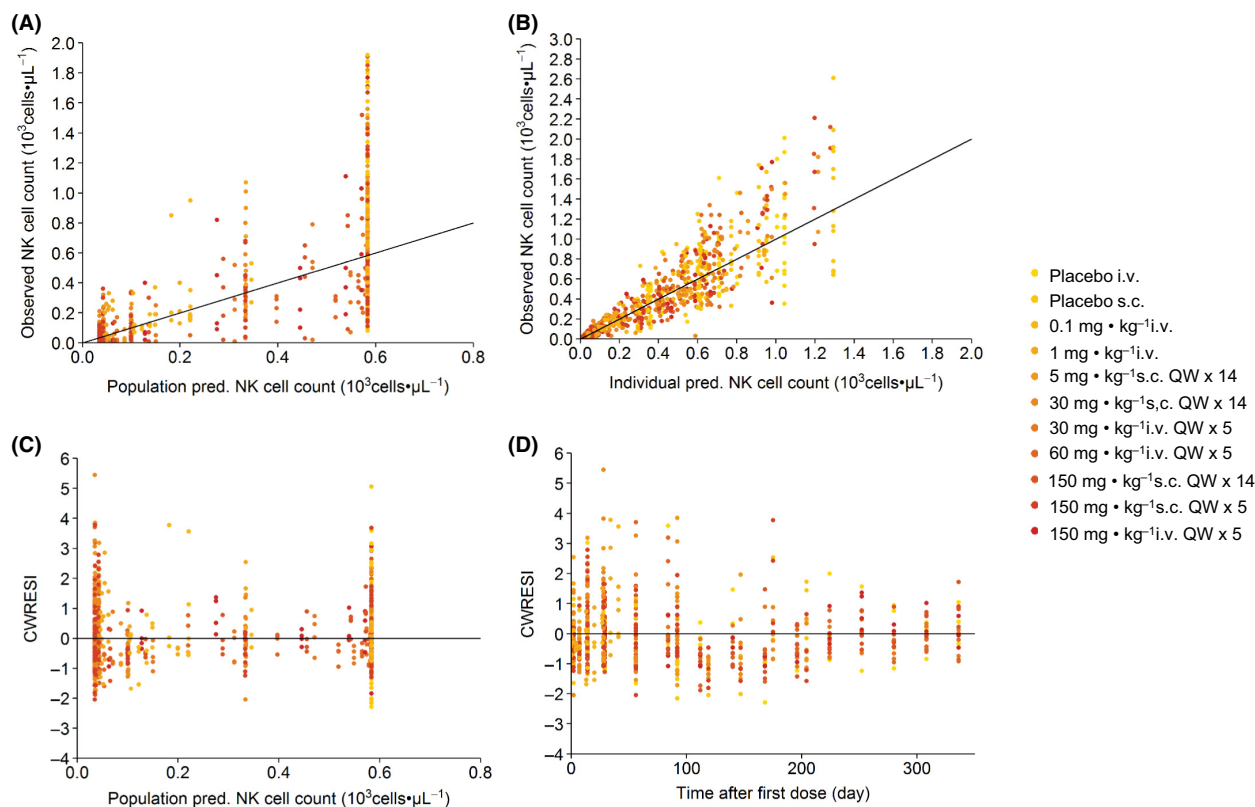 (A)
2.0
1.8
1.6
1.4
1.2
1.0
0.8
0.6
0.4
0.2
0.0
Observed NK cell count (10³cells•µL⁻¹)
0.0 0.2 0.4 0.6 0.8
Population pred. NK cell count (10³cells•µL⁻¹)
(B)
3.0
2.8
2.6
2.4
2.2
2.0
1.8
1.6
1.4
1.2
1.0
0.8
0.6
0.4
0.2
0.0
Observed NK cell count (10³cells•µL⁻¹)
0.0 0.2 0.4 0.6 0.8 1.0 1.2 1.4 1.6 1.8 2.0
Individual pred. NK cell count (10³cells•µL⁻¹)
Placebo i.v.
Placebo s.c.
0.1 mg • kg⁻¹i.v.
1 mg • kg⁻¹i.v.
5 mg • kg⁻¹s.c. QW x 14
30 mg • kg⁻¹s,c. QW x 14
30 mg • kg⁻¹i.v. QW x 5
60 mg • kg⁻¹i.v. QW x 5
150 mg • kg⁻¹s.c. QW x 14
150 mg • kg⁻¹s.c. QW x 5
150 mg • kg⁻¹i.v. QW x 5
(C)
6
5
4
3
2
1
0
–1
–2
–3
–4
CWRESI
0.0 0.2 0.4 0.6 0.8
Population pred. NK cell count (10³cells•µL⁻¹)
(D)
6
5
4
3
2
1
0
–1
–2
–3
–4
CWRESI
0 100 200 300
Time after first dose (day)